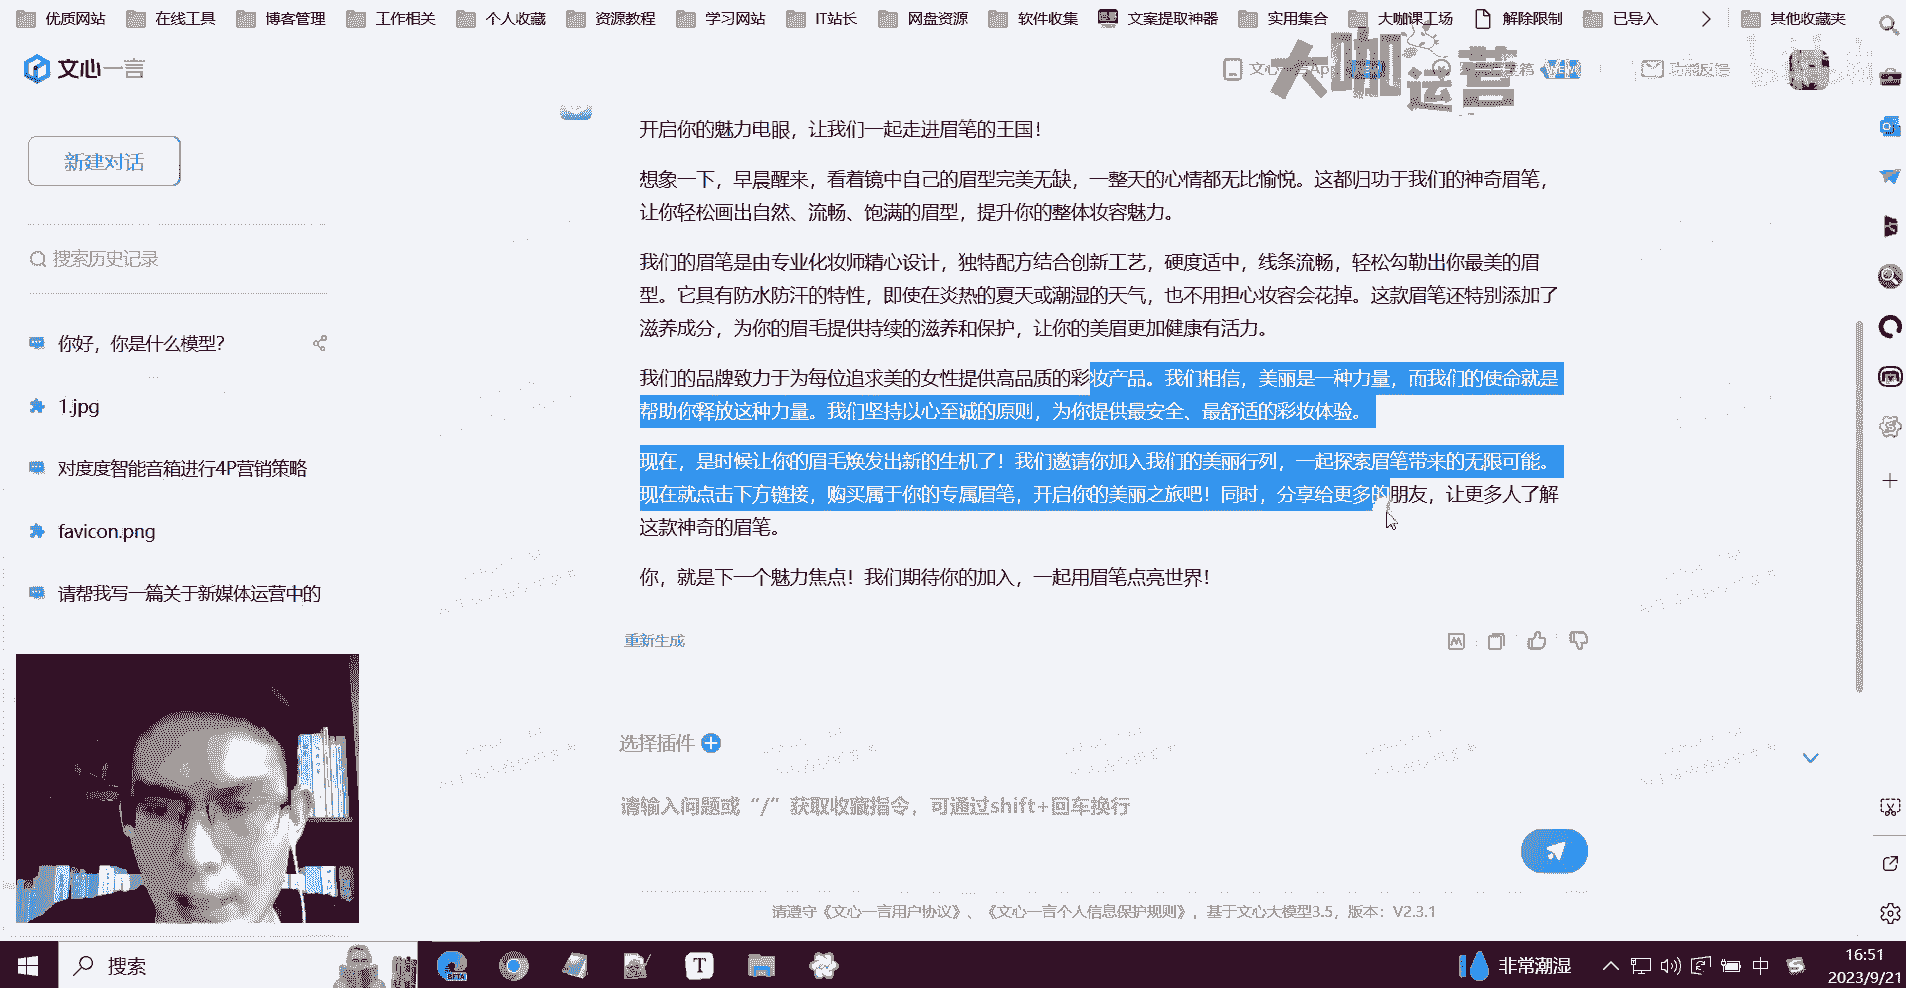 优质网站 在线工具 博客管理 工作相关 个人收藏 资源教程 学习网站 IT站长 网盘资源 软件收集 文案提取神器 实用集合 大咖课工场 解除限制 已导入 其他收藏夹
文心一言
大咖运营
新建对话
搜索历史记录
你好，你是什么模型？
1.jpg
对度度智能音箱进行4P营销策略
favicon.png
请帮我写一篇关于新媒体运营中的
开启你的魅力电眼，让我们一起走进眉笔的王国！
想象一下，早晨醒来，看着镜中自己的眉型完美无缺，一整天的心情都无比愉悦。这都归功于我们的神奇眉笔，
让你轻松画出自然、流畅、饱满的眉型，提升你的整体妆容魅力。
我们的眉笔是由专业化妆师精心设计，独特配方结合创新工艺，硬度适中，线条流畅，轻松勾勒出你最美的眉
型。它具有防水防汗的特性，即使在炎热的夏天或潮湿的天气，也不用担心妆容会花掉。这款眉笔还特别添加了
滋养成分，为你的眉毛提供持续的滋养和保护，让你的美眉更加健康有活力。
我们的品牌致力于为每位追求美的女性提供高品质的彩妆产品。我们相信，美丽是一种力量，而我们的使命就是
帮助你释放这种力量。我们坚持以心至诚的原则，为你提供最安全、最舒适的彩妆体验。
现在，是时候让你的眉毛焕发出新的生机了！我们邀请你加入我们的美丽行列，一起探索眉笔带来的无限可能。
现在就点击下方链接，购买属于你的专属眉笔，开启你的美丽之旅吧！同时，分享给更多的朋友，让更多人了解
这款神奇的眉笔。
你，就是下一个魅力焦点！我们期待你的加入，一起用眉笔点亮世界！
重新生成
选择插件
请输入问题或“/”获取收藏指令，可通过shift+回车换行
请遵守《文心一言用户协议》、《文心一言个人信息保护规则》，基于文心大模型3.5，版本：V2.3.1
搜索
非常潮湿
中
16:51
2023/9/21